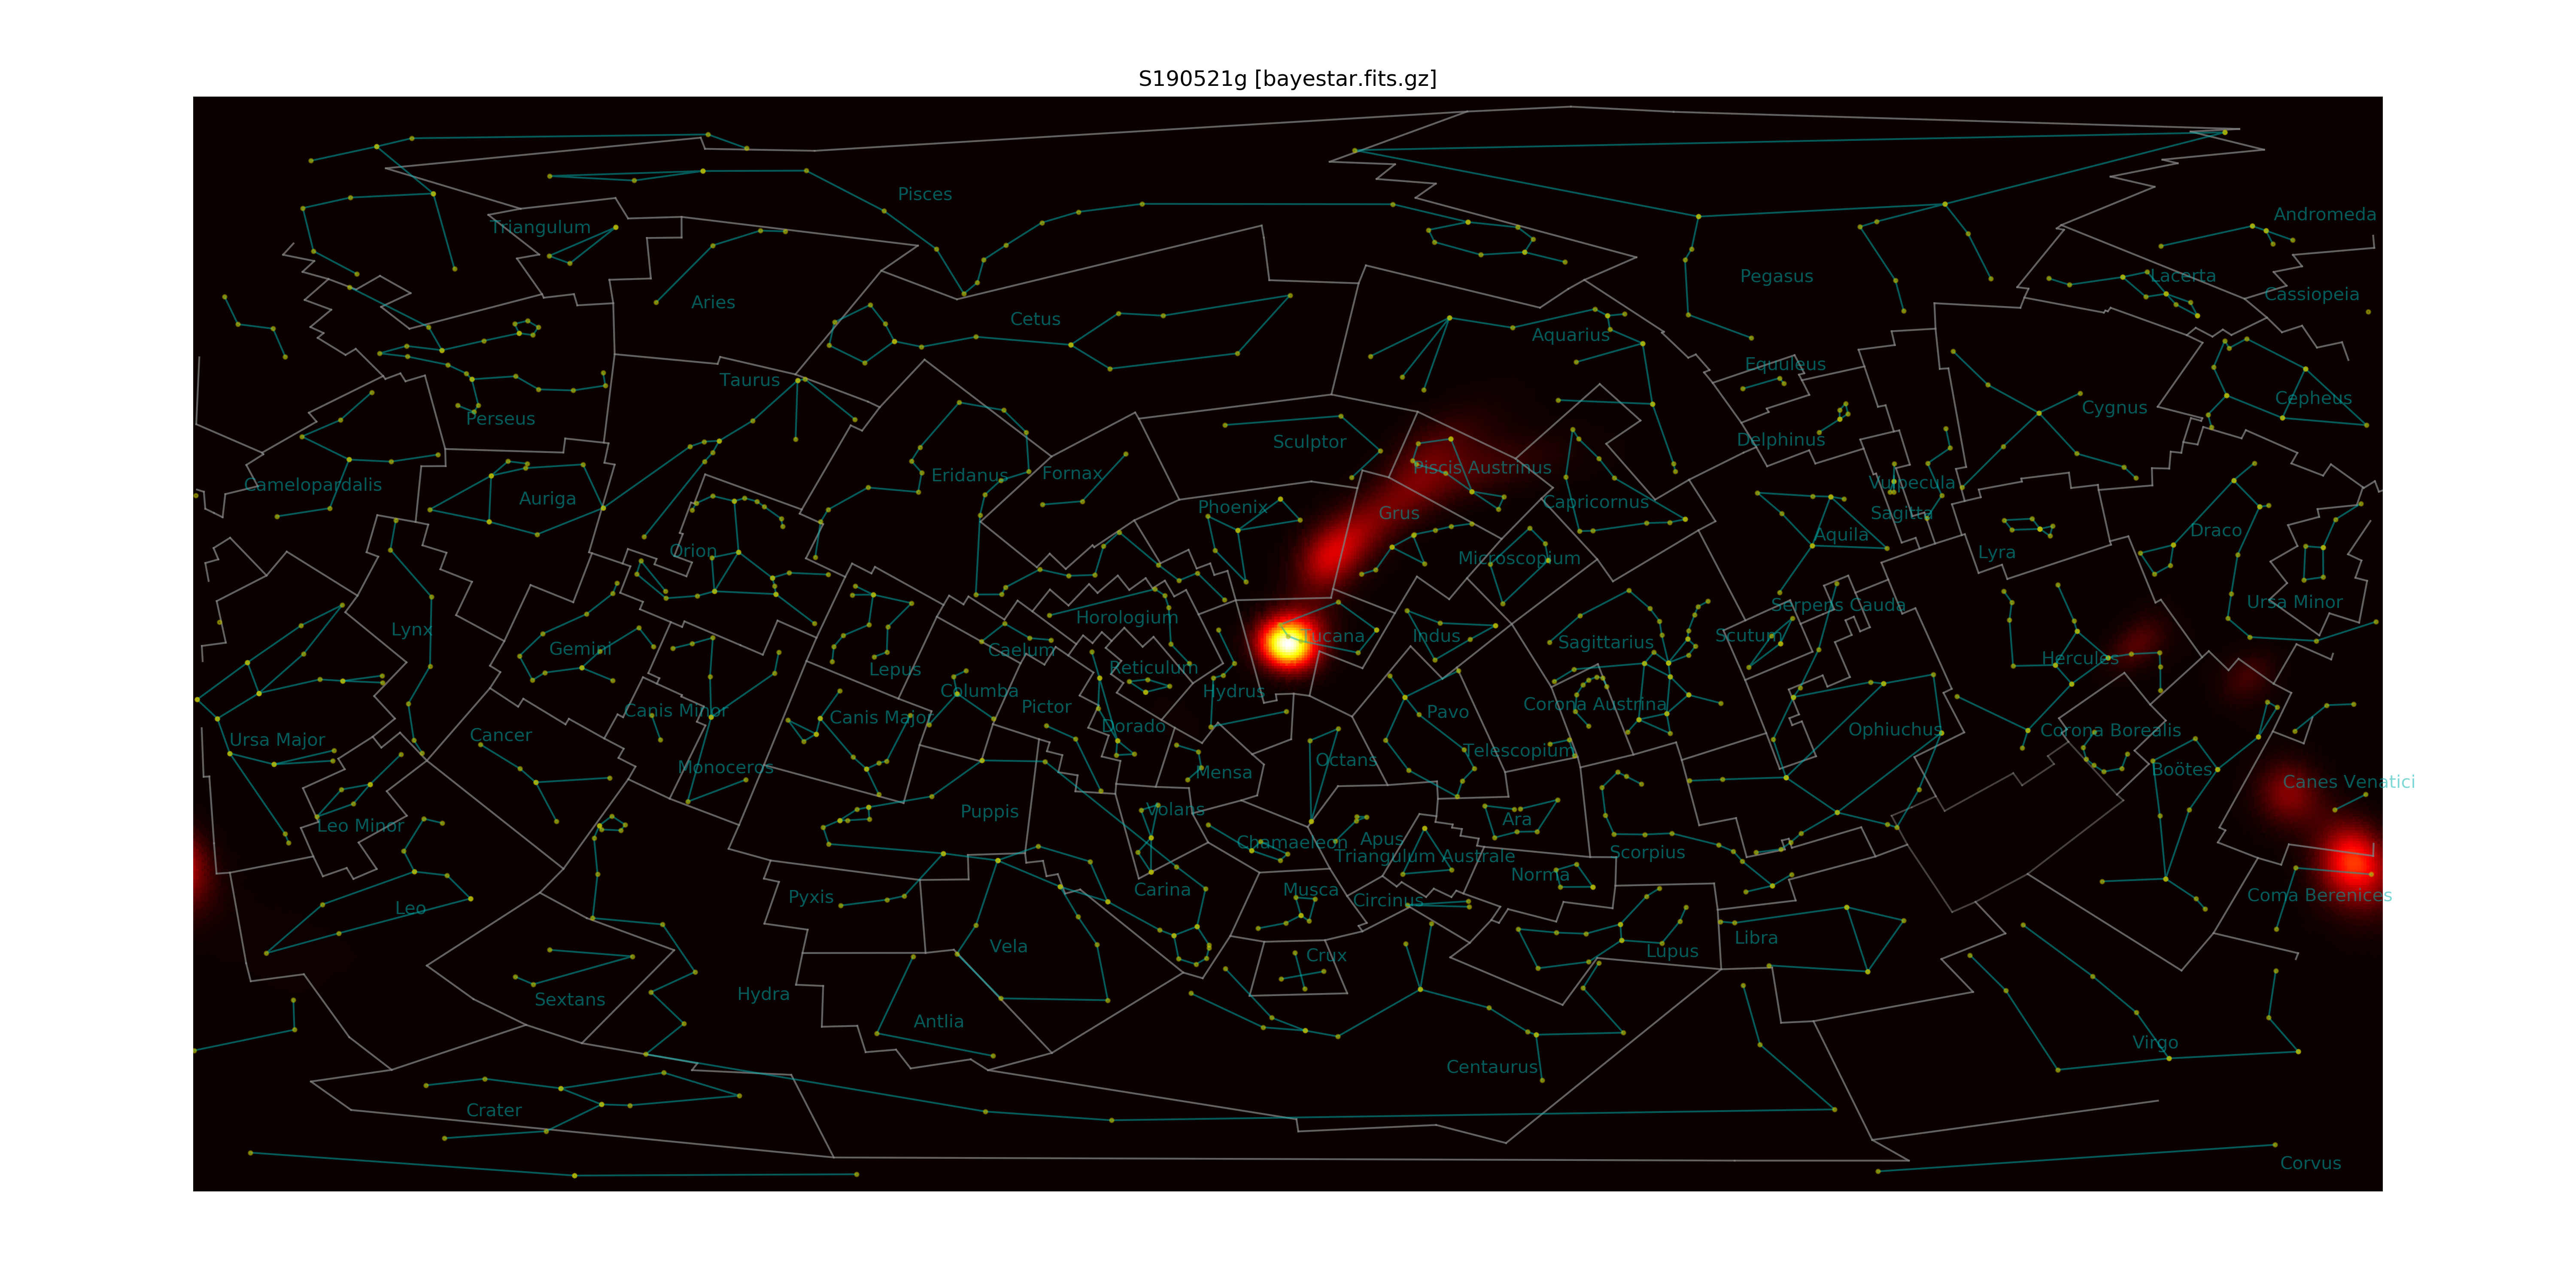 S190521g [bayestar.fits.gz]
Pisces
Andromeda
Triangulum
Pegasus
Lacerta
Cassiopeia
Aries
Cetus
Aquarius
Equuleus
Taurus
Cepheus
Cygnus
Perseus
Delphinus
Sculptor
Piscis Austrinus
Eridanus
Fornax
Camelopardalis
Vulpecula
Auriga
Capricornus
Phoenix
Grus
Sagitta
Draco
Aquila
Orion
Lyra
Microscopium
Ursa Minor
Serpens Cauda
Horologium
Lynx
Tucana
Indus
Scutum
Sagittarius
Gemini
Caelum
Hercules
Reticulum
Lepus
Columba
Hydrus
Corona Austrina
Pictor
Canis Minor
Pavo
Canis Major
Dorado
Ophiuchus
Corona Borealis
Cancer
Ursa Major
Telescopium
Octans
Monoceros
Boötes
Mensa
Canes Venatici
Volans
Puppis
Ara
Leo Minor
Apus
Chamaeleon
Scorpius
Triangulum Australe
Norma
Carina
Musca
Coma Berenices
Pyxis
Circinus
Leo
Libra
Vela
Lupus
Crux
Hydra
Sextans
Antlia
Virgo
Centaurus
Crater
Corvus